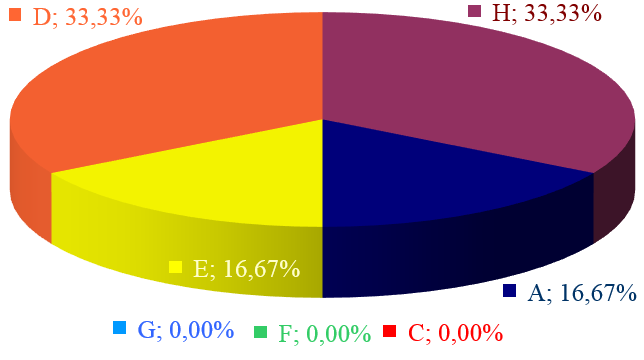 D; 33,33%
H; 33,33%
E; 16,67%
A; 16,67%
G; 0,00%
F; 0,00%
C; 0,00%